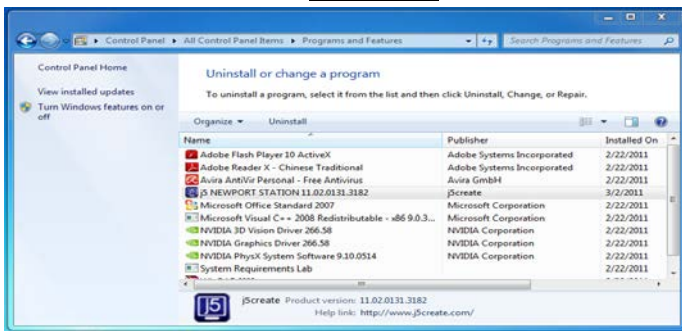 Control Panel ▸ All Control Panel Items ▸ Programs and Features
Search Programs and Features
Control Panel Home
View installed updates
Turn Windows features on or off
Uninstall or change a program
To uninstall a program, select it from the list and then click Uninstall, Change, or Repair.
Organize Uninstall
Name Publisher Installed On
Adobe Flash Player 10 ActiveX Adobe Systems Incorporated 2/22/2011
Adobe Reader X - Chinese Traditional Adobe Systems Incorporated 2/22/2011
Avira AntiVir Personal - Free Antivirus Avira GmbH 2/22/2011
j5 NEWPORT STATION 11.02.0131.3182 j5create 3/2/2011
Microsoft Office Standard 2007 Microsoft Corporation 2/22/2011
Microsoft Visual C++ 2008 Redistributable - x86 9.0.3... Microsoft Corporation 2/22/2011
NVIDIA 3D Vision Driver 266.58 NVIDIA Corporation 2/22/2011
NVIDIA Graphics Driver 266.58 NVIDIA Corporation 2/22/2011
NVIDIA PhysX System Software 9.10.0514 NVIDIA Corporation 2/22/2011
System Requirements Lab 2/22/2011
j5create Product version: 11.02.0131.3182
Help link: http://www.j5create.com/
J5